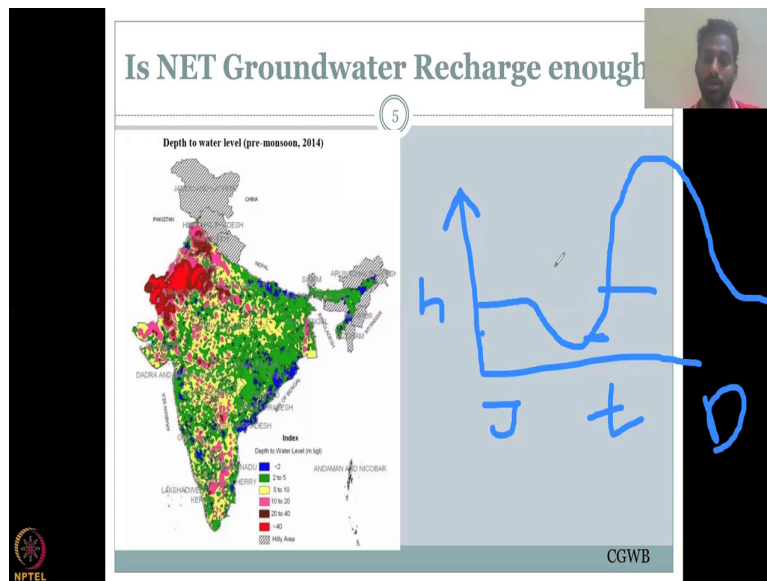 Is NET Groundwater Recharge enough
5
Depth to water level (pre-monsoon, 2014)
CHINA
PAKISTAN
NEPAL
BANGLADESH
MYANMAR
ARABIAN SEA
OF BENGAL
DADRA AND
ANDAMAN AND NICOBAR
LAKSHADWEEP
Index
Depth to Water Level (m bgl)
<2
2 to 5
5 to 10
10 to 20
20 to 40
>40
Hilly Area
h
J t D
CGWB
NPTEL